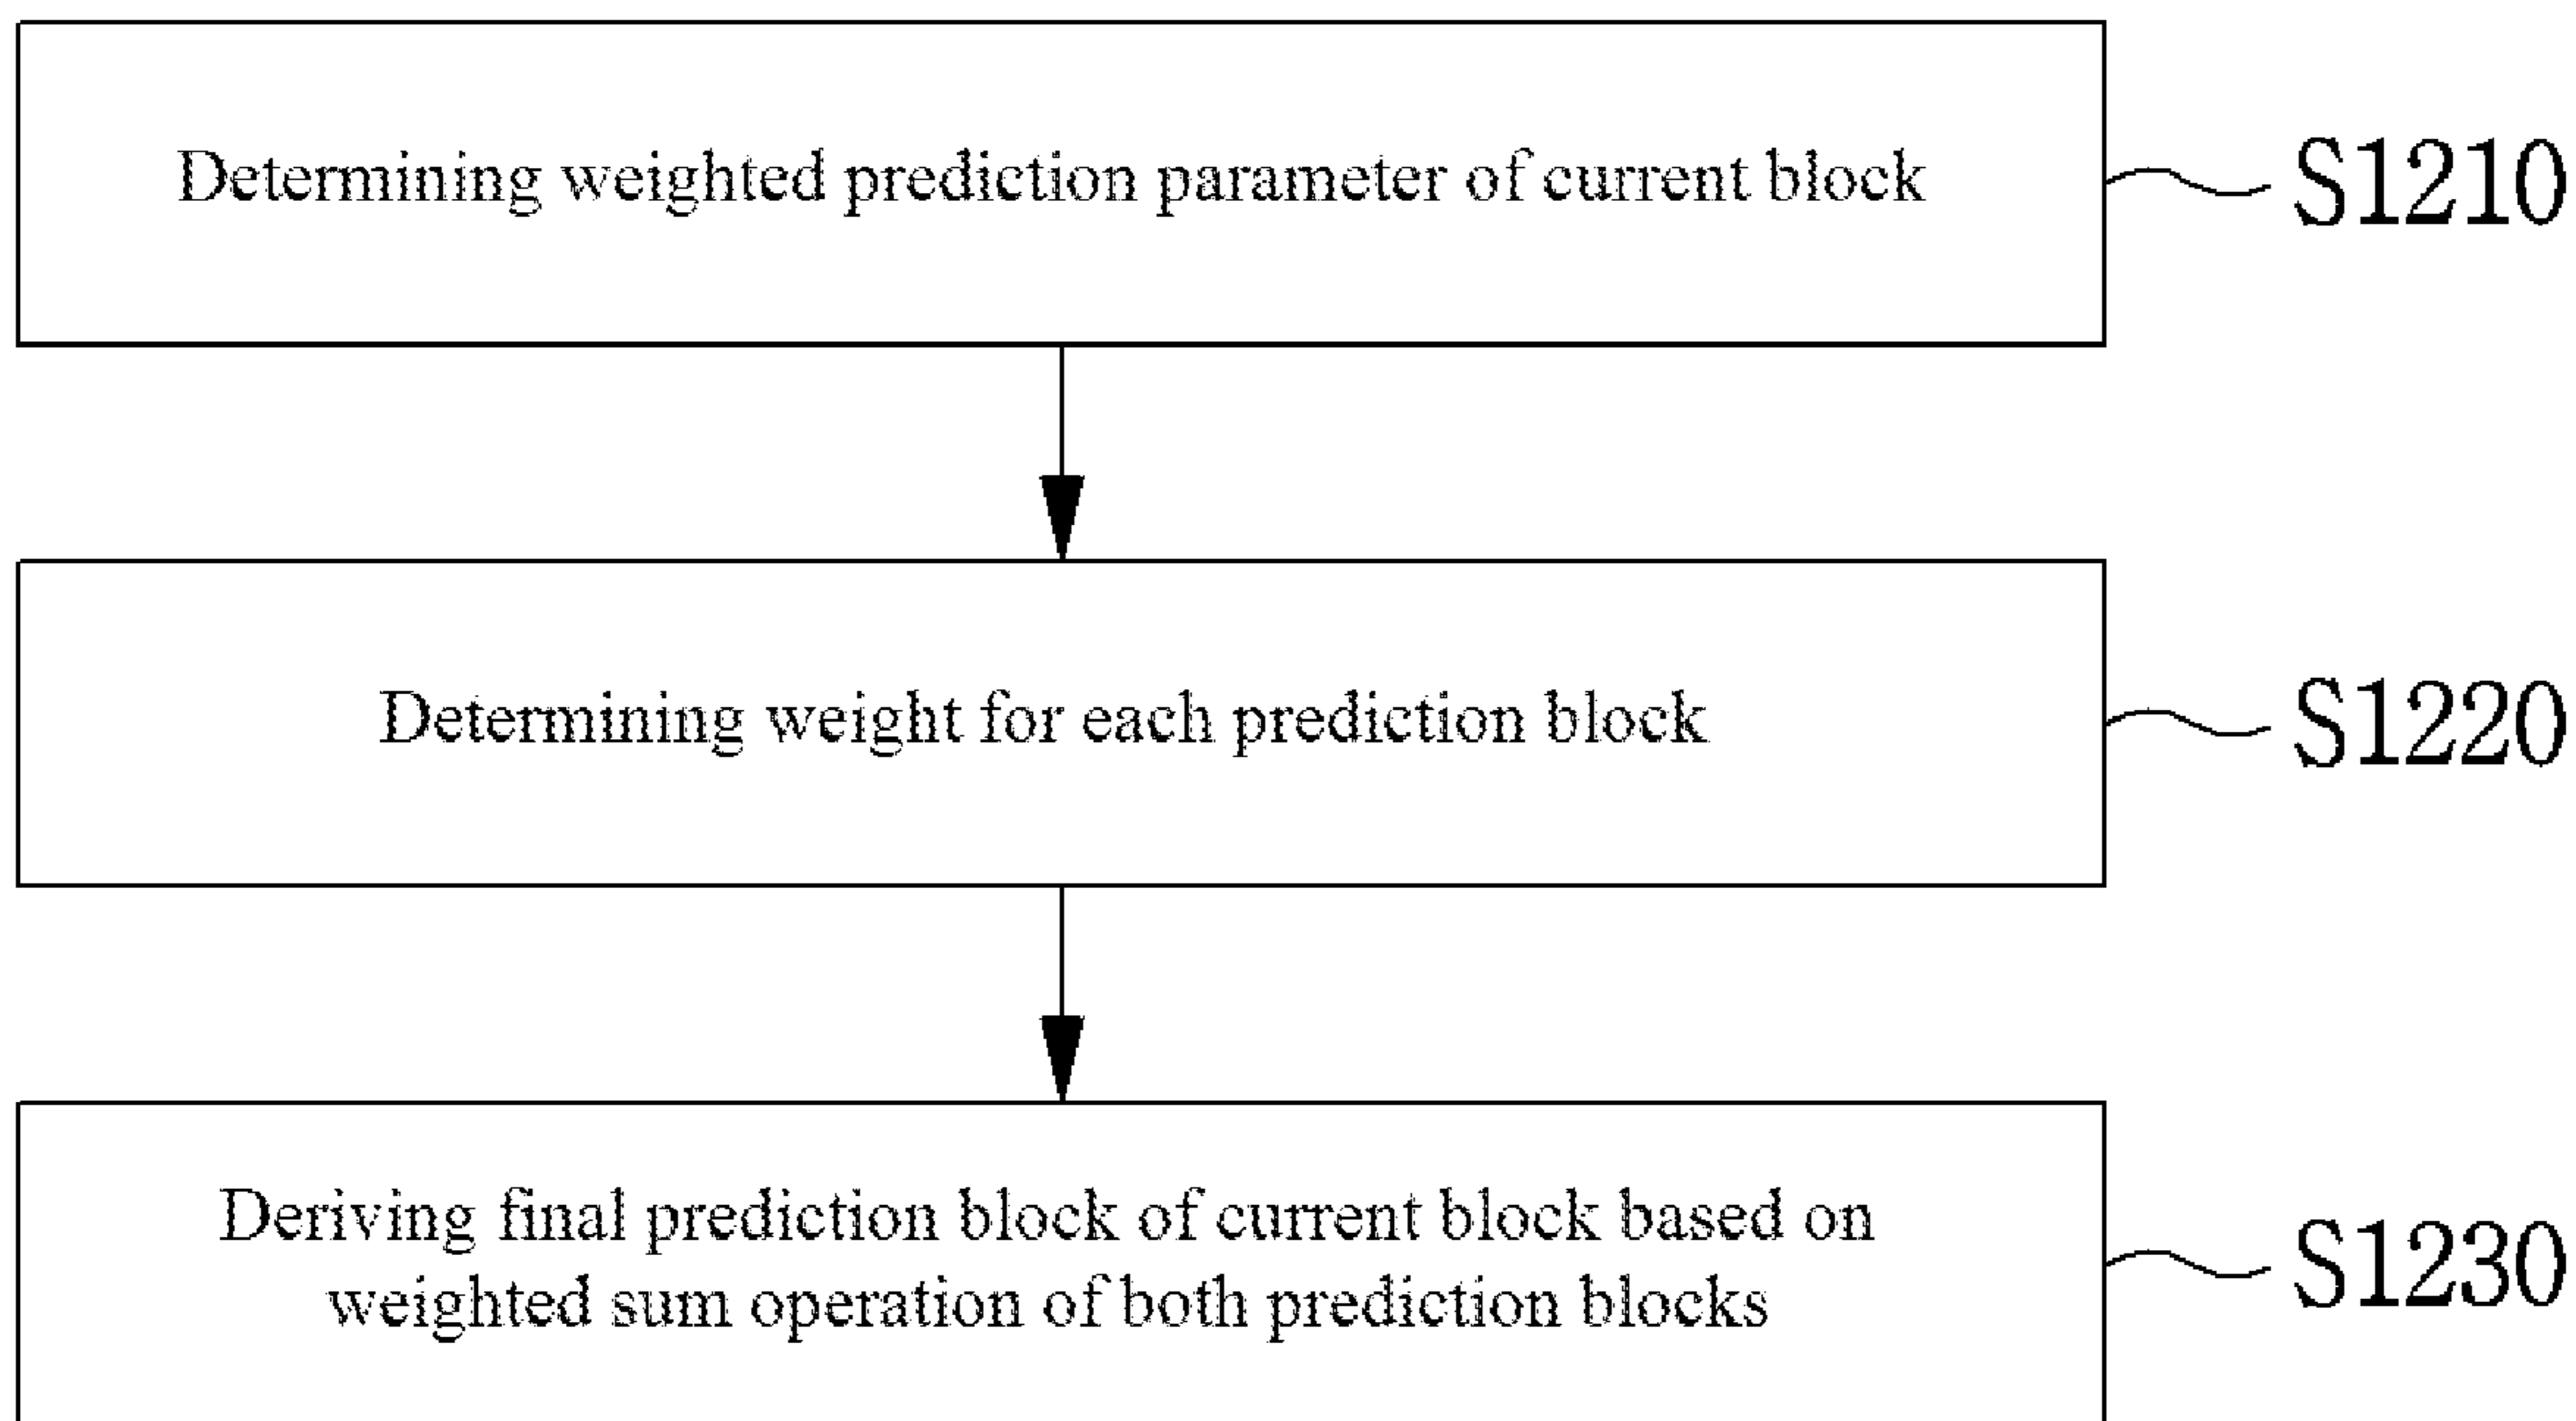 Determining weighted prediction parameter of current block
S1210
Determining weight for each prediction block
S1220
Deriving final prediction block of current block based on
weighted sum operation of both prediction blocks
S1230